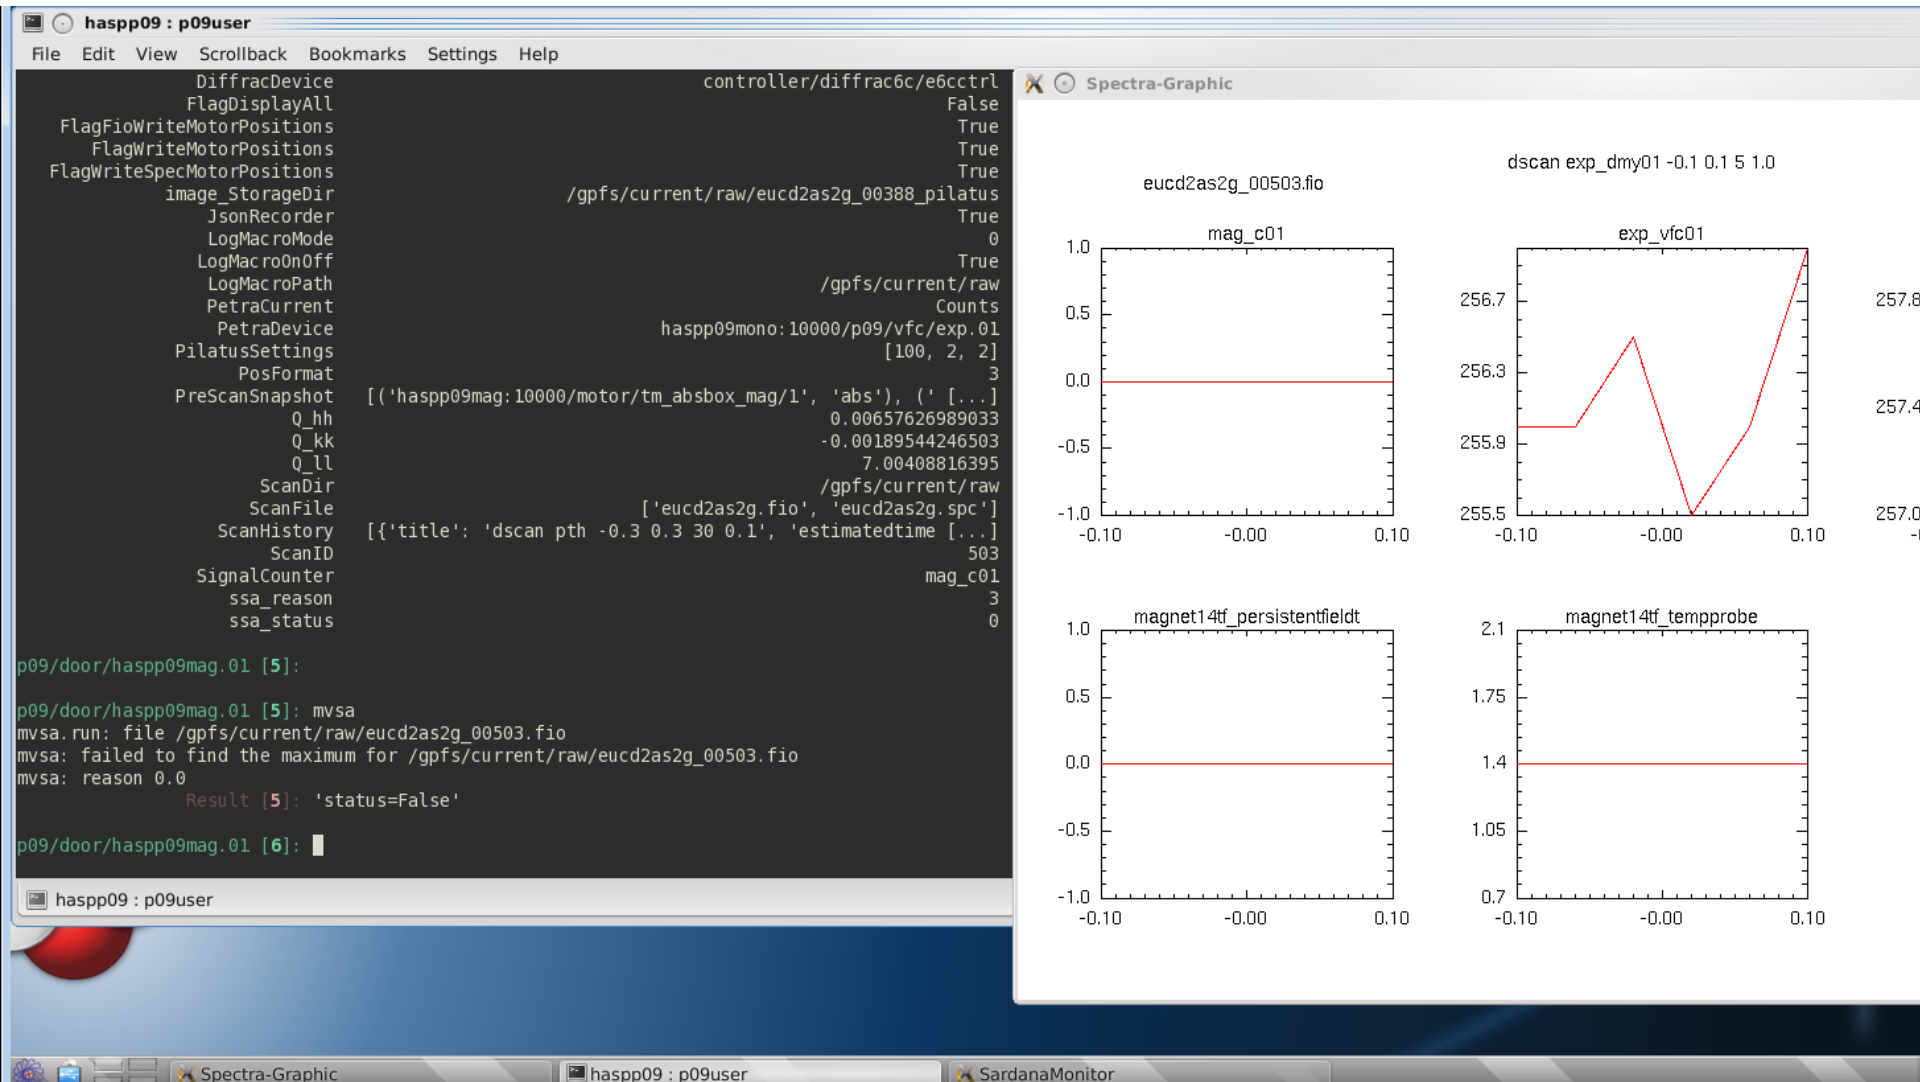 haspp09 : p09user
File Edit View Scrollback Bookmarks Settings Help
DiffracDevice controller/diffrac6c/e6cctrl
FlagDisplayAll False
FlagFioWriteMotorPositions True
FlagWriteMotorPositions True
FlagWriteSpecMotorPositions True
image_StorageDir /gpfs/current/raw/eucd2as2g_00388_pilatus
JsonRecorder True
LogMacroMode 0
LogMacroOnOff True
LogMacroPath /gpfs/current/raw
PetraCurrent Counts
PetraDevice haspp09mono:10000/p09/vfc/exp.01
PilatusSettings [100, 2, 2]
PosFormat 3
PreScanSnapshot [('haspp09mag:10000/motor/tm_absbox_mag/1', 'abs'), (' [...]
Q_hh 0.00657626989033
Q_kk -0.00189544246503
Q_ll 7.00408816395
ScanDir /gpfs/current/raw
ScanFile ['eucd2as2g.fio', 'eucd2as2g.spc']
ScanHistory [{'title': 'dscan pth -0.3 0.3 30 0.1', 'estimatedtime [...]
ScanID 503
SignalCounter mag_c01
ssa_reason 3
ssa_status 0
p09/door/haspp09mag.01 [5]:
p09/door/haspp09mag.01 [5]: mvsa
mvsa.run: file /gpfs/current/raw/eucd2as2g_00503.fio
mvsa: failed to find the maximum for /gpfs/current/raw/eucd2as2g_00503.fio
mvsa: reason 0.0
Result [5]: 'status=False'
p09/door/haspp09mag.01 [6]:
haspp09 : p09user
Spectra-Graphic
dscan exp_dmy01 -0.1 0.1 5 1.0
eucd2as2g_00503.fio
mag_c01
1.0
0.5
0.0
-0.5
-1.0
-0.10 -0.00 0.10
exp_vfc01
256.7
256.3
255.9
255.5
-0.10 -0.00 0.10
257.8
257.4
257.0
magnet14tf_persistentfieldt
1.0
0.5
0.0
-0.5
-1.0
-0.10 -0.00 0.10
magnet14tf_tempprobe
2.1
1.75
1.4
1.05
0.7
-0.10 -0.00 0.10
Spectra-Graphic
haspp09 : p09user
SardanaMonitor